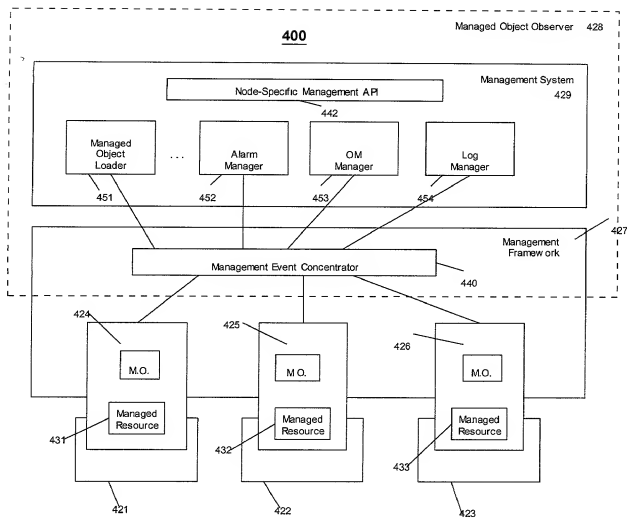 400
Managed Object Observer 428
Management System
429
Node-Specific Management API
442
Managed
Object
Loader
...
Alarm
Manager
OM
Manager
Log
Manager
451
452
453
454
427
Management
Framework
Management Event Concentrator
440
424
425
426
M.O.
M.O.
M.O.
Managed
Resource
Managed
Resource
Managed
Resource
431
432
433
421
422
423